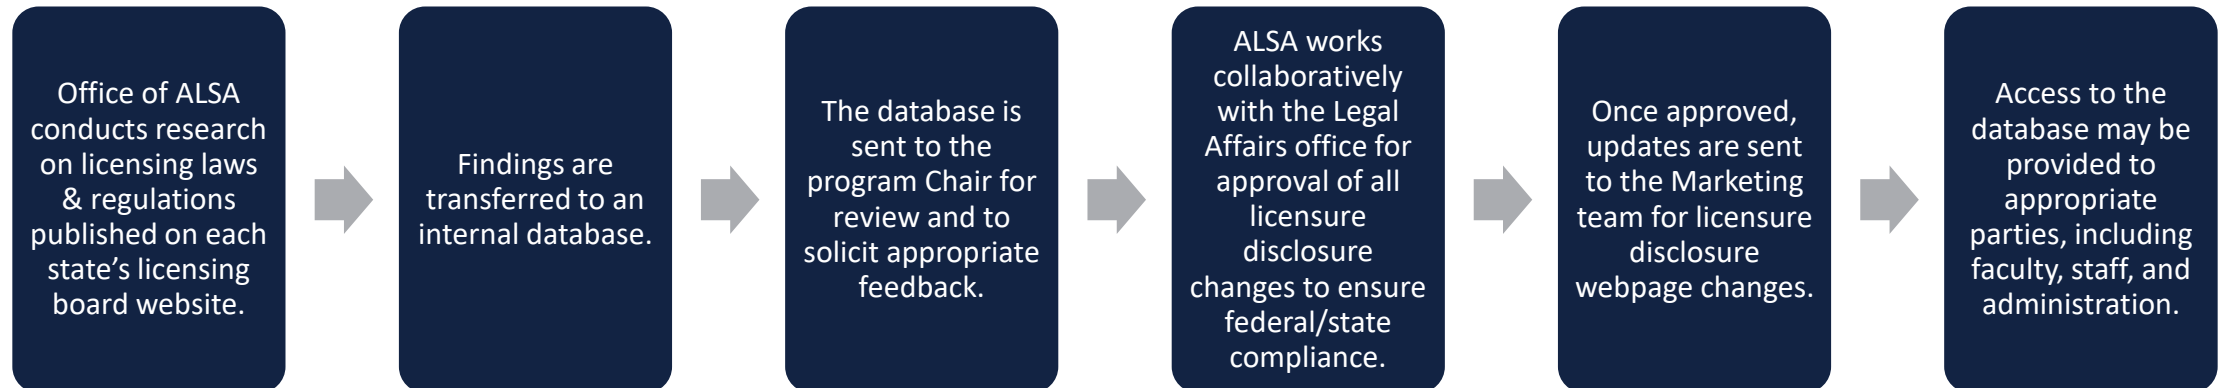 Office of ALSA
conducts research
on licensing laws
& regulations
published on each
state’s licensing
board website.
Findings are
transferred to an
internal database.
The database is
sent to the
program Chair for
review and to
solicit appropriate
feedback.
ALSA works
collaboratively
with the Legal
Affairs office for
approval of all
licensure
disclosure
changes to ensure
federal/state
compliance.
Once approved,
updates are sent
to the Marketing
team for licensure
disclosure
webpage changes.
Access to the
database may be
provided to
appropriate
parties, including
faculty, staff, and
administration.